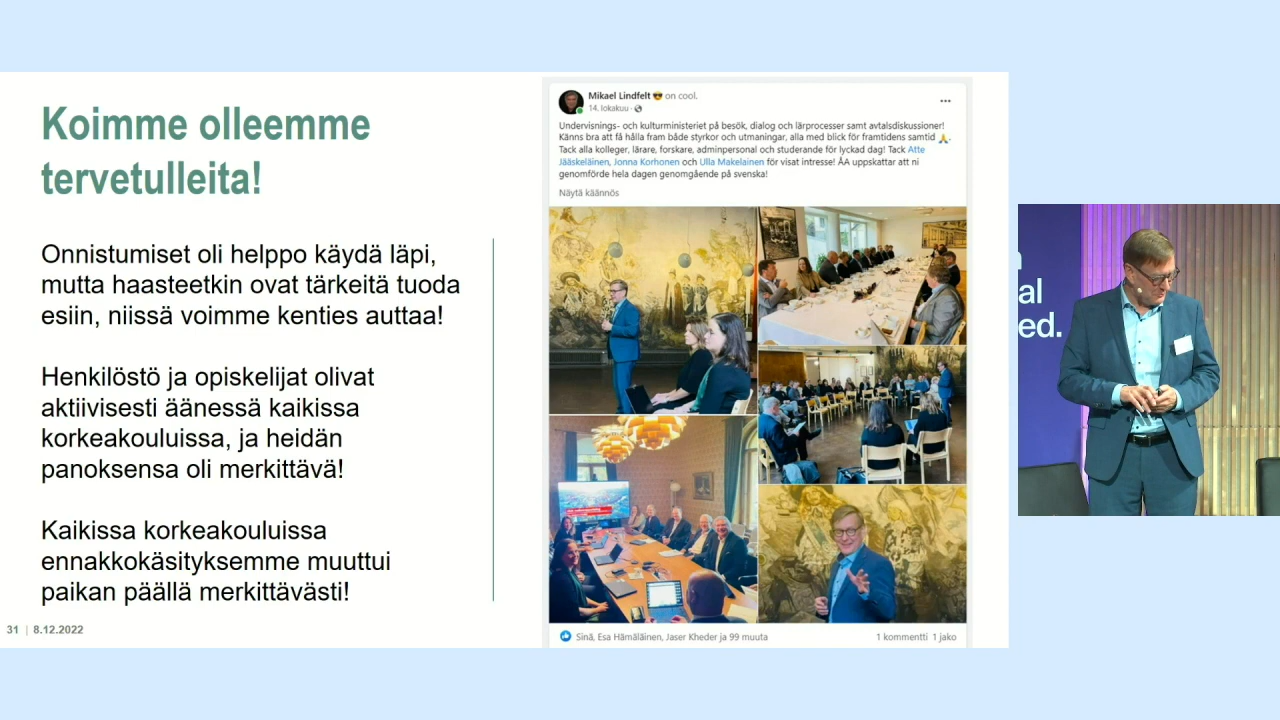 Koimme olleemme
tervetulleita!
Onnistumiset oli helppo käydä läpi,
mutta haasteetkin ovat tärkeitä tuoda
esiin, niissä voimme kenties auttaa!
Henkilöstö ja opiskelijat olivat
aktiivisesti äänessä kaikissa
korkeakouluissa, ja heidän
panoksensa oli merkittävä!
Kaikissa korkeakouluissa
ennakkokäsityksemme muuttui
paikan päällä merkittävästi!
31 | 8.12.2022
Mikael Lindfelt 😎 on cool.
14. lokakuu ·
Undervisnings- och kulturministeriet på besök, dialog och lärprocesser samt avtalsdiskussioner!
Känns bra att få hålla fram både styrkor och utmaningar, alla med blick för framtidens samtid 🙏.
Tack alla kolleger, lärare, forskare, adminpersonal och studerande för lyckad dag! Tack Atte
Jääskeläinen, Jonna Korhonen och Ulla Makelainen för visat intresse! ÅA uppskattar att ni
genomförde hela dagen genomgående på svenska!
Näytä käännös
Sinä, Esa Hämäläinen, Jaser Kheder ja 99 muuta
1 kommentti 1 jako
al
ed.